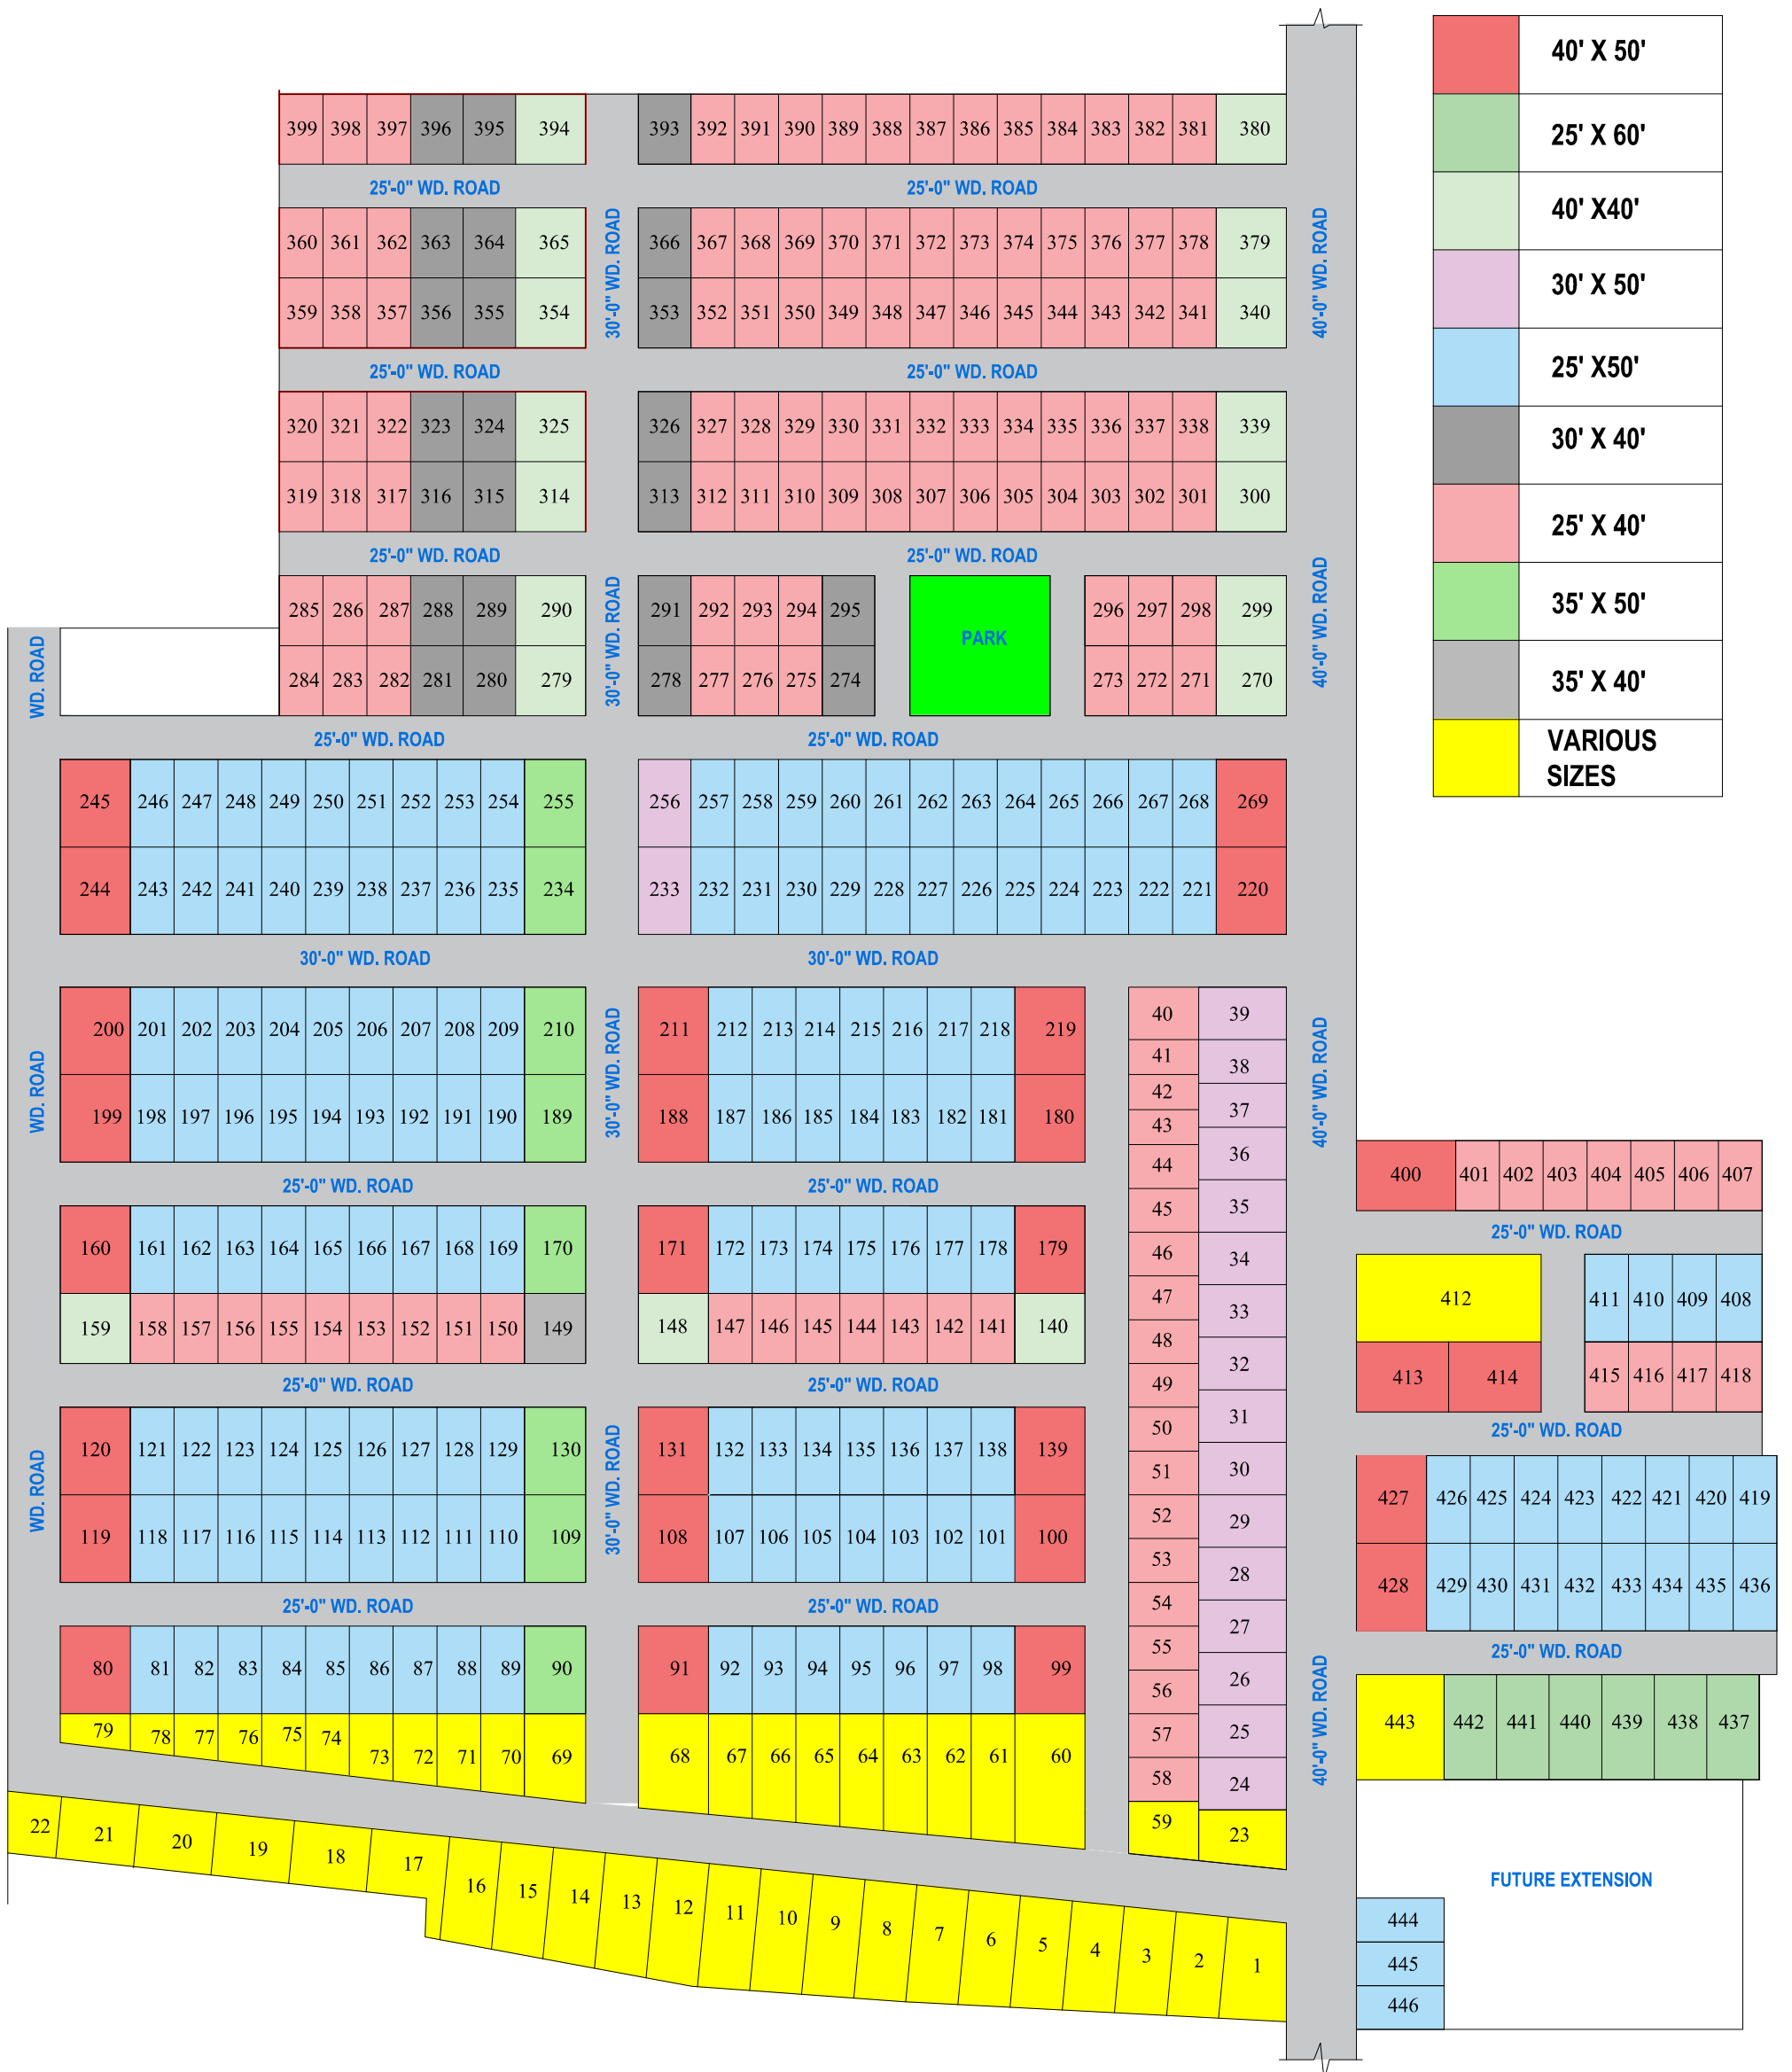 40' X 50'
25' X 60'
40' X40'
30' X 50'
25' X50'
30' X 40'
25' X 40'
35' X 50'
35' X 40'
VARIOUS
SIZES
399 398 397 396 395 394 393 392 391 390 389 388 387 386 385 384 383 382 381 380
25'-0" WD. ROAD 25'-0" WD. ROAD
360 361 362 363 364 365 366 367 368 369 370 371 372 373 374 375 376 377 378 379
30'-0" WD. ROAD 40'-0" WD. ROAD
359 358 357 356 355 354 353 352 351 350 349 348 347 346 345 344 343 342 341 340
25'-0" WD. ROAD 25'-0" WD. ROAD
320 321 322 323 324 325 326 327 328 329 330 331 332 333 334 335 336 337 338 339
319 318 317 316 315 314 313 312 311 310 309 308 307 306 305 304 303 302 301 300
25'-0" WD. ROAD 25'-0" WD. ROAD
285 286 287 288 289 290 291 292 293 294 295 296 297 298 299
WD. ROAD 30'-0" WD. ROAD PARK 40'-0" WD. ROAD
284 283 282 281 280 279 278 277 276 275 274 273 272 271 270
25'-0" WD. ROAD 25'-0" WD. ROAD
245 246 247 248 249 250 251 252 253 254 255 256 257 258 259 260 261 262 263 264 265 266 267 268 269
244 243 242 241 240 239 238 237 236 235 234 233 232 231 230 229 228 227 226 225 224 223 222 221 220
30'-0" WD. ROAD 30'-0" WD. ROAD
200 201 202 203 204 205 206 207 208 209 210 211 212 213 214 215 216 217 218 219
WD. ROAD 30'-0" WD. ROAD 40'-0" WD. ROAD
199 198 197 196 195 194 193 192 191 190 189 188 187 186 185 184 183 182 181 180
25'-0" WD. ROAD 25'-0" WD. ROAD
160 161 162 163 164 165 166 167 168 169 170 171 172 173 174 175 176 177 178 179
159 158 157 156 155 154 153 152 151 150 149 148 147 146 145 144 143 142 141 140
25'-0" WD. ROAD 25'-0" WD. ROAD
120 121 122 123 124 125 126 127 128 129 130 131 132 133 134 135 136 137 138 139
WD. ROAD 30'-0" WD. ROAD
119 118 117 116 115 114 113 112 111 110 109 108 107 106 105 104 103 102 101 100
25'-0" WD. ROAD 25'-0" WD. ROAD
80 81 82 83 84 85 86 87 88 89 90 91 92 93 94 95 96 97 98 99
79 78 77 76 75 74 73 72 71 70 69 68 67 66 65 64 63 62 61 60
40 39
41 38
42 37
43 36
44 35
45 34
46 33
47 32
48 31
49 30
50 29
51 28
52 27
53 26
54 25
55 24
56
57
58
59 23
40'-0" WD. ROAD
22 21 20 19 18 17 16 15 14 13 12 11 10 9 8 7 6 5 4 3 2 1
400 401 402 403 404 405 406 407
25'-0" WD. ROAD
412 411 410 409 408
413 414 415 416 417 418
25'-0" WD. ROAD
427 426 425 424 423 422 421 420 419
428 429 430 431 432 433 434 435 436
25'-0" WD. ROAD
443 442 441 440 439 438 437
FUTURE EXTENSION
444
445
446